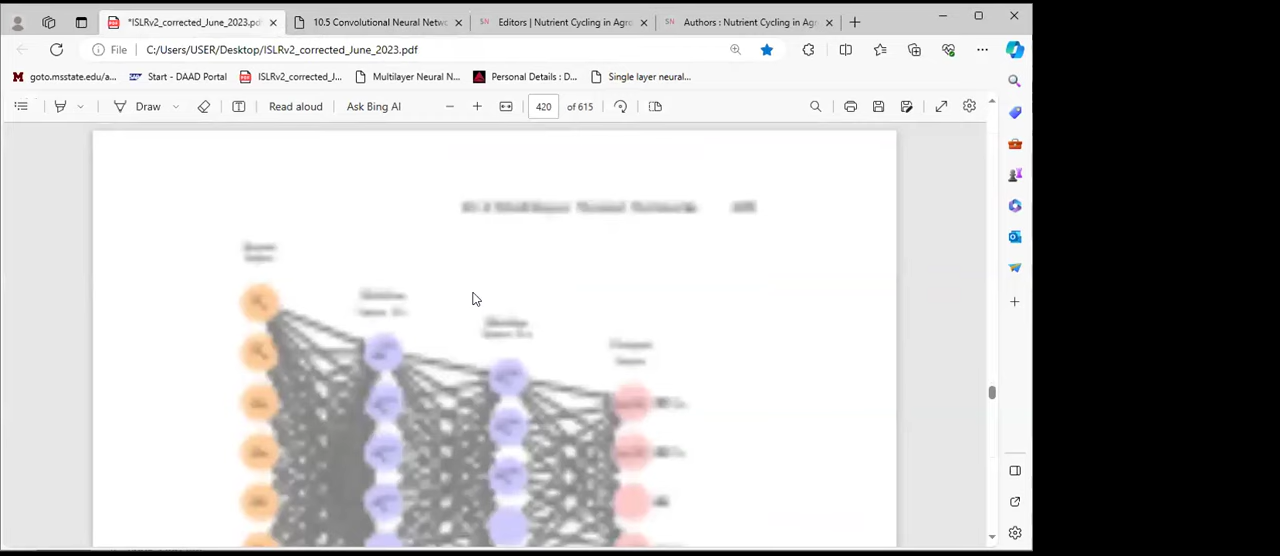 *ISLRv2_corrected_June_2023.pd
10.5 Convolutional Neural Netw
Editors | Nutrient Cycling in Agro
Authors : Nutrient Cycling in Agr
File
C:/Users/USER/Desktop/ISLRv2_corrected_June_2023.pdf
goto.msstate.edu/a...
Start - DAAD Portal
ISLRv2_corrected_J...
Multilayer Neural N...
Personal Details : D...
Single layer neural...
Draw
Read aloud
Ask Bing AI
420 of 615